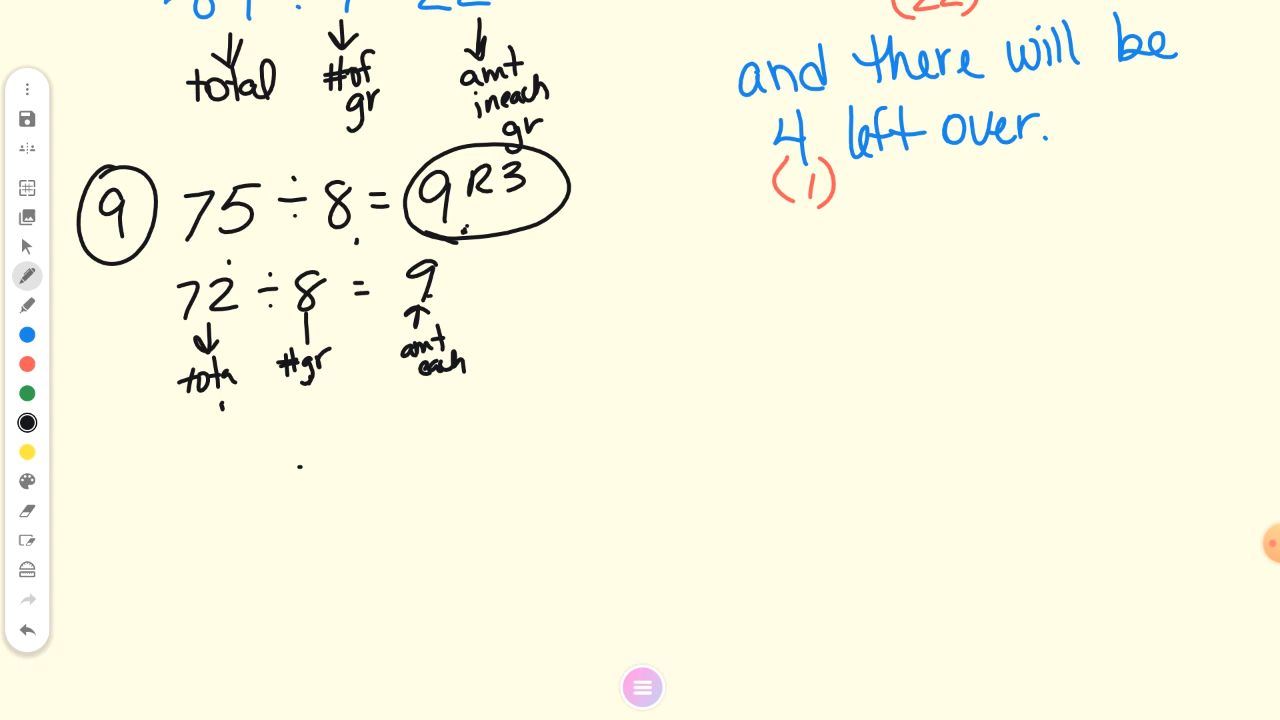 total
#of
gr
amt
in each
gr
(22)
and there will be
4 left over.
(1)
9 75 ÷ 8 = 9 R3
72 ÷ 8 = 9
tota
#gr
amt
each